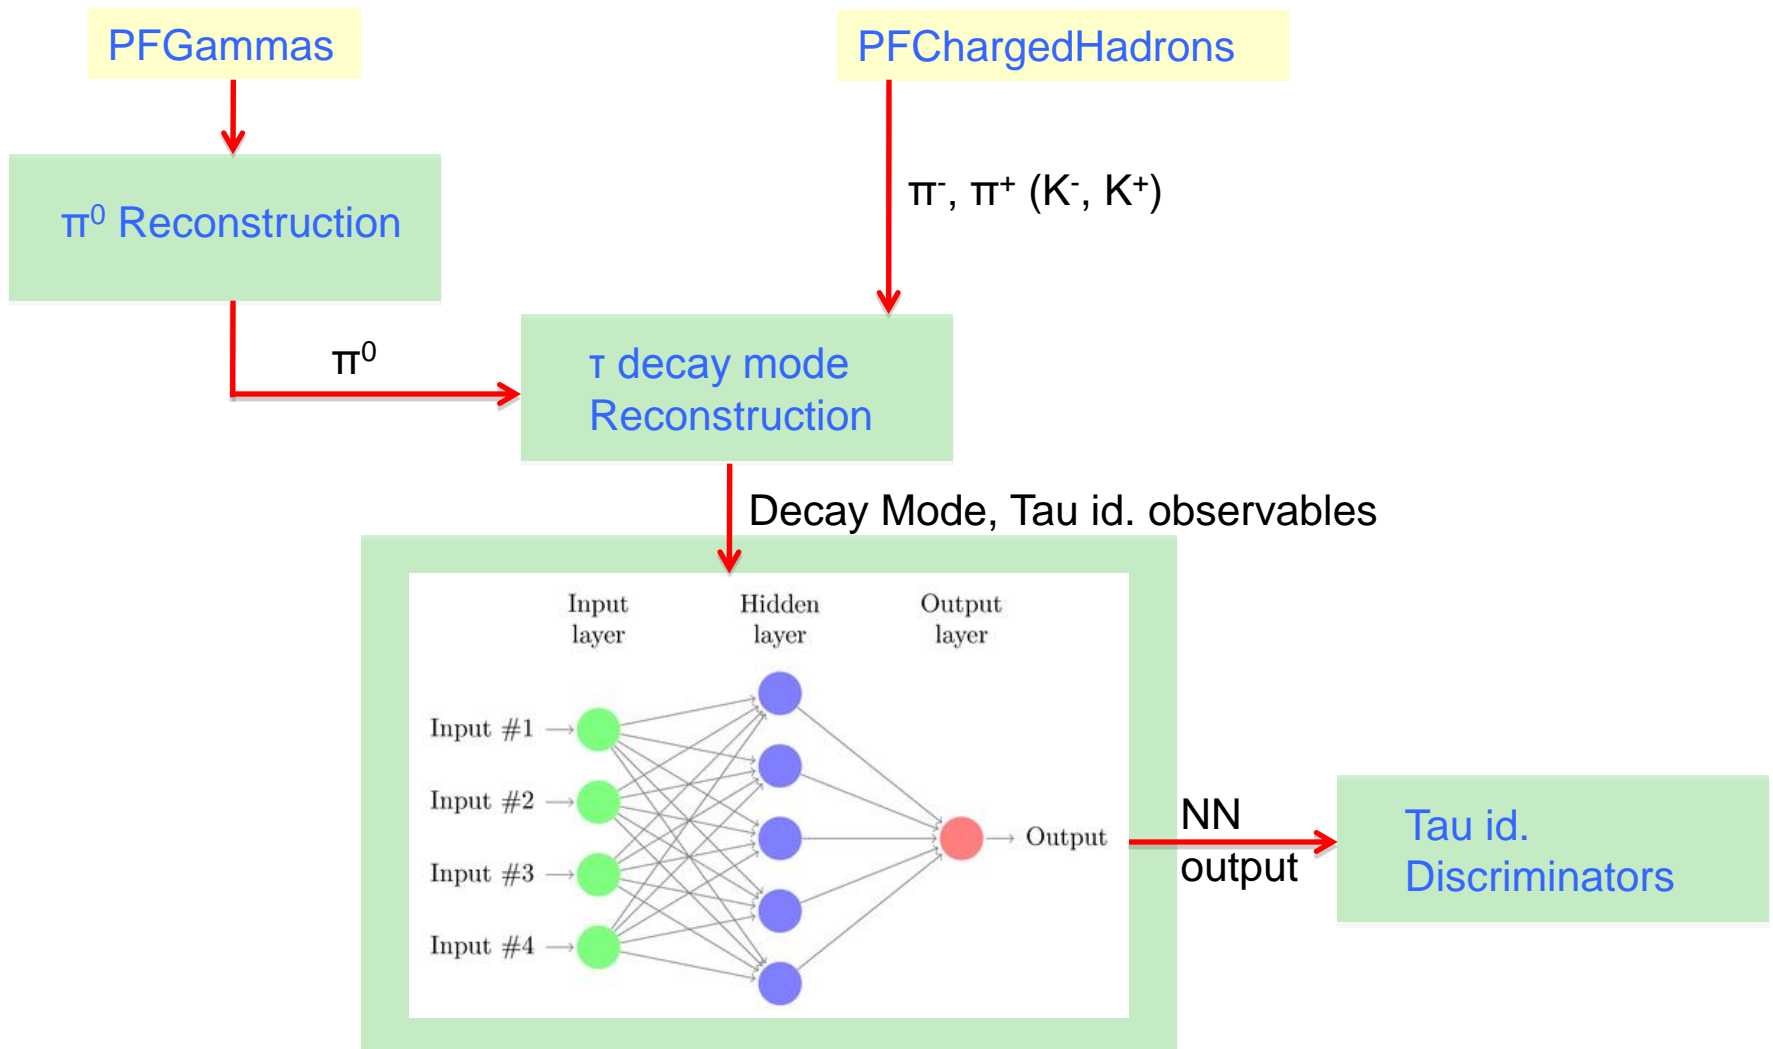 PFGammas
PFChargedHadrons
π⁰ Reconstruction
π⁻, π⁺ (K⁻, K⁺)
π⁰
τ decay mode
Reconstruction
Decay Mode, Tau id. observables
Input
layer
Hidden
layer
Output
layer
Input #1
Input #2
Input #3
Input #4
Output
NN
output
Tau id.
Discriminators